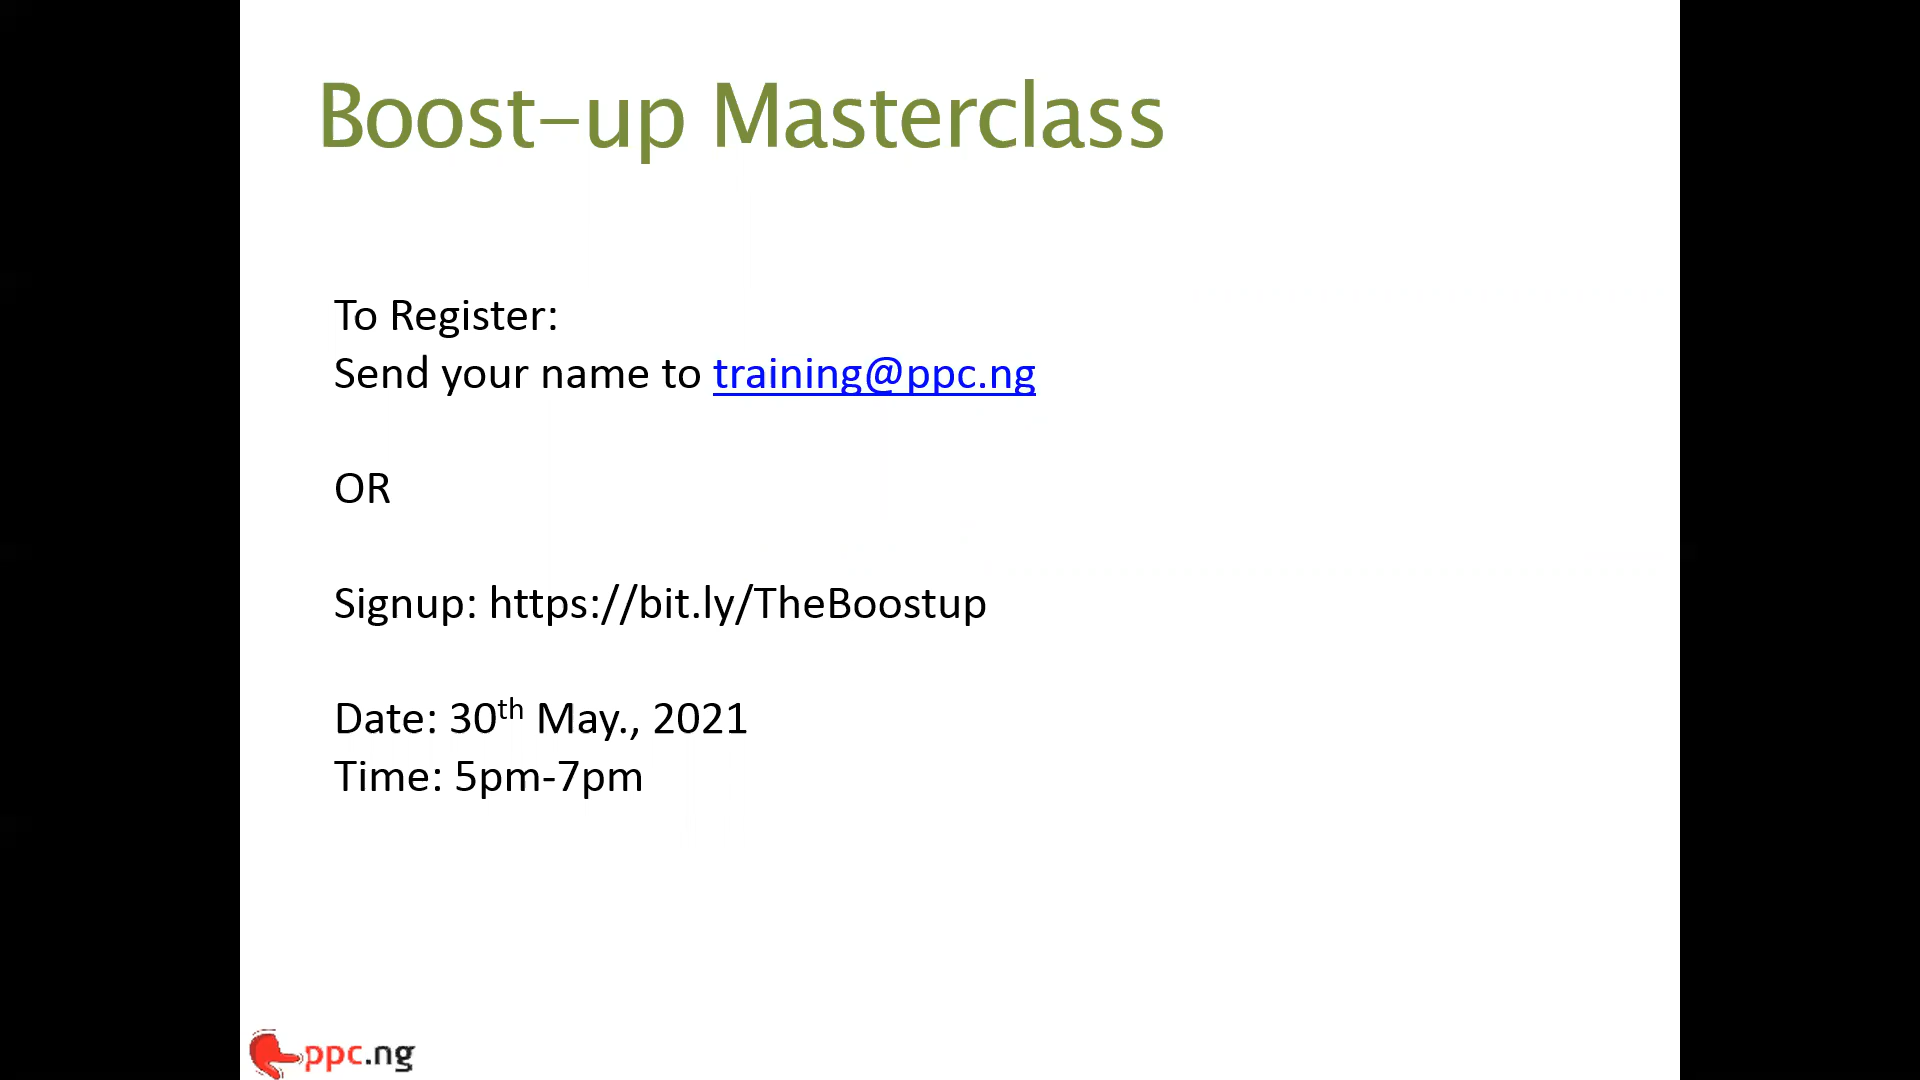 Boost-up Masterclass
To Register:
Send your name to training@ppc.ng
OR
Signup: https://bit.ly/TheBoostup
Date: 30th May., 2021
Time: 5pm-7pm
ppc.ng